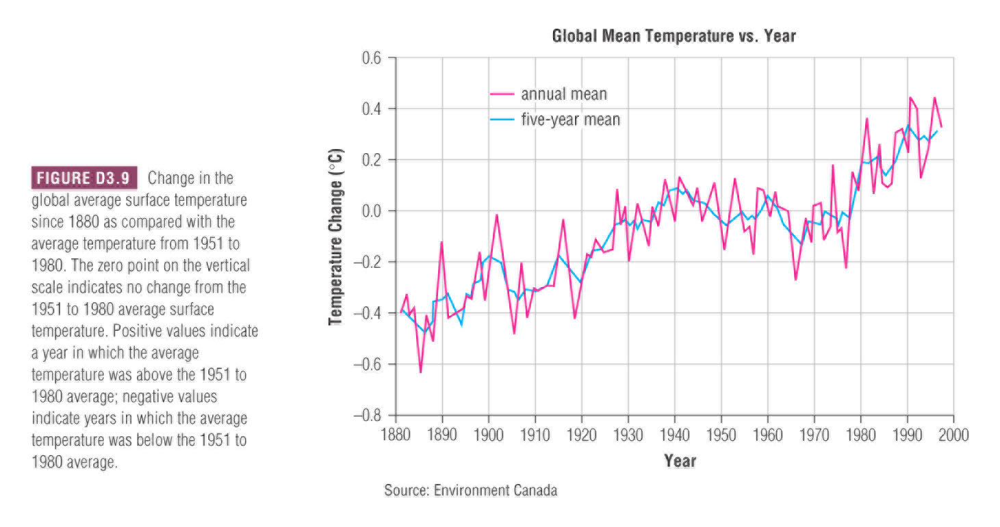 Global Mean Temperature vs. Year
0.6
0.4
0.2
0.0
–0.2
–0.4
–0.6
–0.8
Temperature Change (°C)
annual mean
five-year mean
1880 1890 1900 1910 1920 1930 1940 1950 1960 1970 1980 1990 2000
Year
Source: Environment Canada
FIGURE D3.9 Change in the
global average surface temperature
since 1880 as compared with the
average temperature from 1951 to
1980. The zero point on the vertical
scale indicates no change from the
1951 to 1980 average surface
temperature. Positive values indicate
a year in which the average
temperature was above the 1951 to
1980 average; negative values
indicate years in which the average
temperature was below the 1951 to
1980 average.